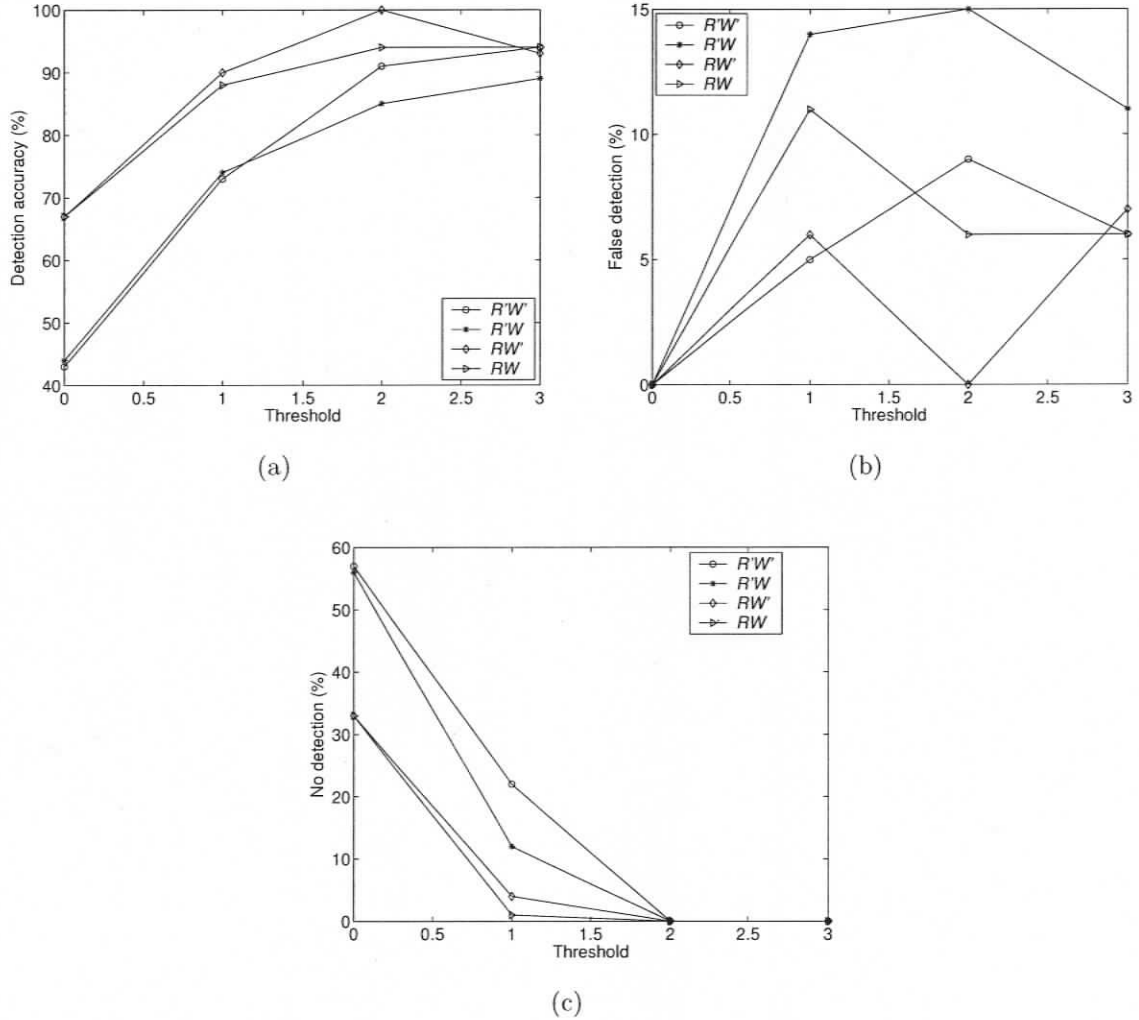 Detection accuracy (%)
100
90
80
70
60
50
40
0 0.5 1 1.5 2 2.5 3
Threshold
R'W'
R'W
RW'
RW
(a)
False detection (%)
15
10
5
0
0 0.5 1 1.5 2 2.5 3
Threshold
R'W'
R'W
RW'
RW
(b)
No detection (%)
60
50
40
30
20
10
0
0 0.5 1 1.5 2 2.5 3
Threshold
R'W'
R'W
RW'
RW
(c)